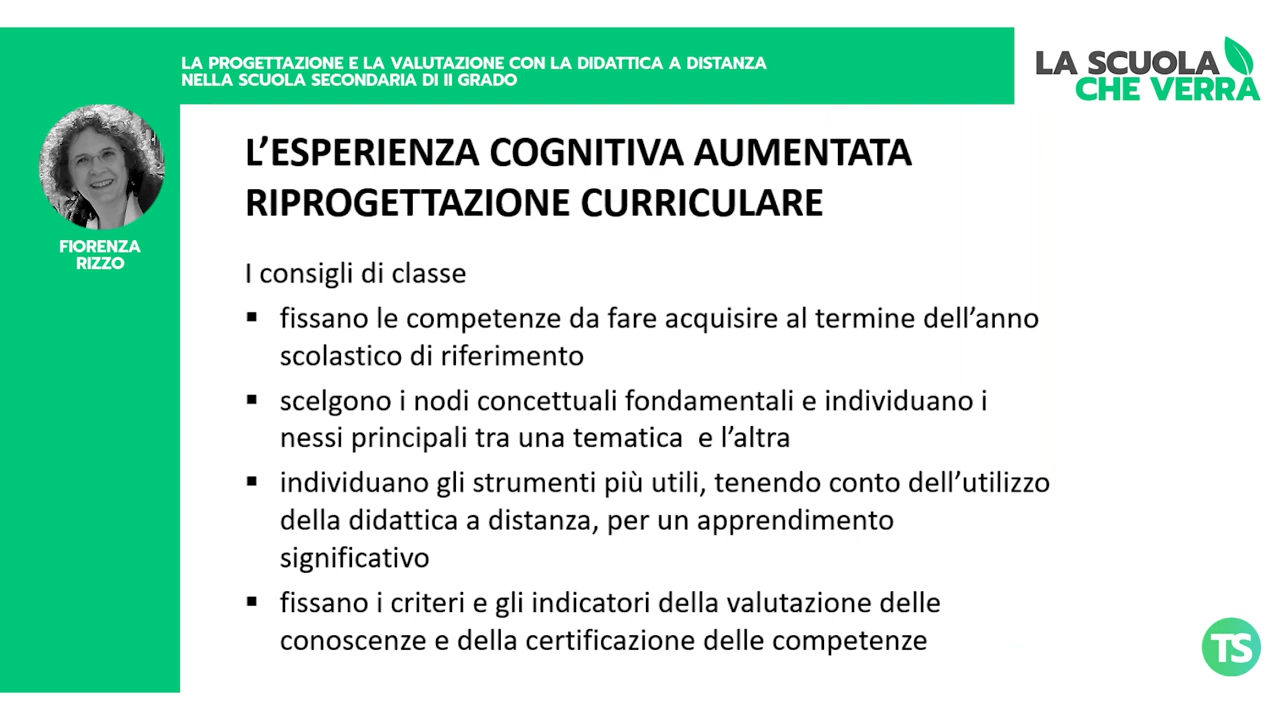 LA PROGETTAZIONE E LA VALUTAZIONE CON LA DIDATTICA A DISTANZA
NELLA SCUOLA SECONDARIA DI II GRADO
LA SCUOLA
CHE VERRA
FIORENZA
RIZZO
L'ESPERIENZA COGNITIVA AUMENTATA
RIPROGETTAZIONE CURRICULARE
I consigli di classe
▪ fissano le competenze da fare acquisire al termine dell'anno
scolastico di riferimento
▪ scelgono i nodi concettuali fondamentali e individuano i
nessi principali tra una tematica  e l'altra
▪ individuano gli strumenti più utili, tenendo conto dell'utilizzo
della didattica a distanza, per un apprendimento
significativo
▪ fissano i criteri e gli indicatori della valutazione delle
conoscenze e della certificazione delle competenze
TS